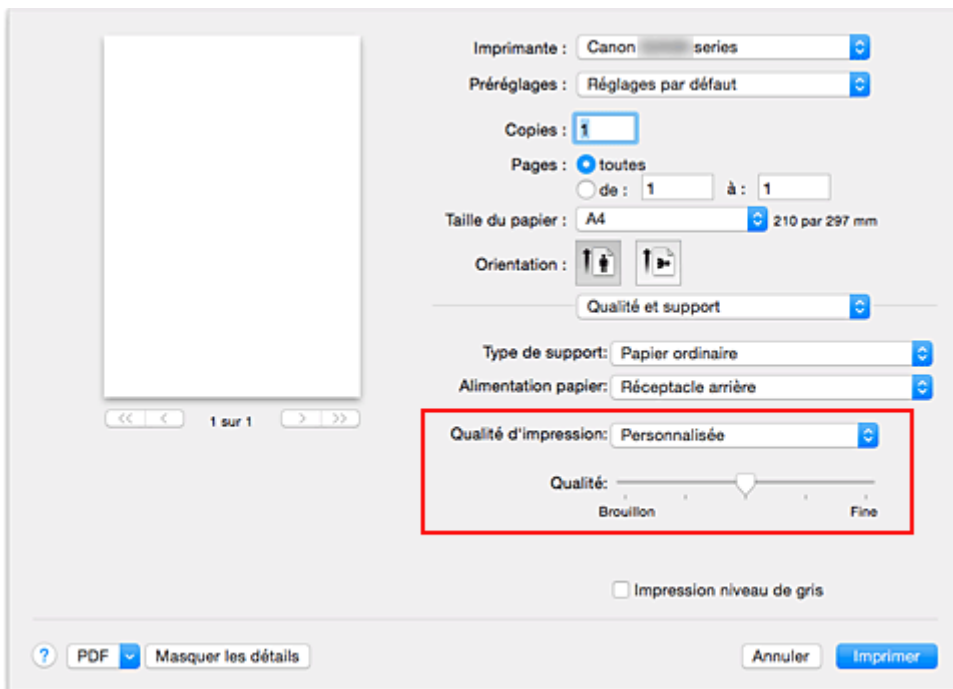 Imprimante : Canon series
Préréglages : Réglages par défaut
Copies : 1
Pages : toutes
de : 1 à : 1
Taille du papier : A4 210 par 297 mm
Orientation :
Qualité et support
Type de support: Papier ordinaire
Alimentation papier: Réceptacle arrière
1 sur 1
Qualité d'impression: Personnalisée
Qualité:
Brouillon Fine
Impression niveau de gris
? PDF Masquer les détails Annuler Imprimer